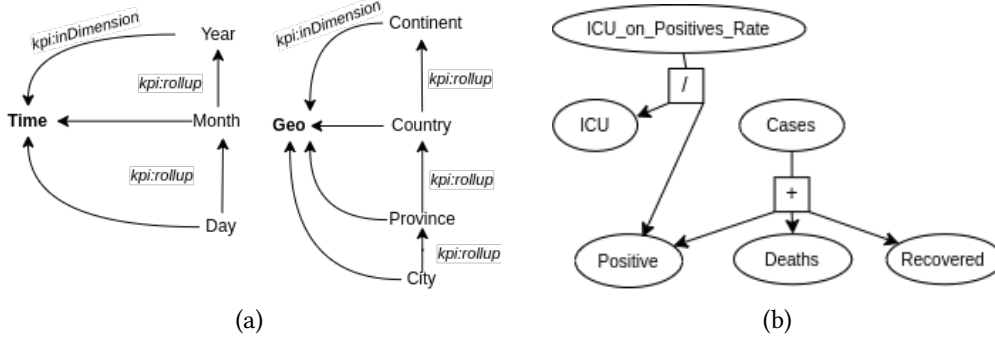 kpi:inDimension
Year
kpi:rollup
Time
Month
kpi:rollup
Day
kpi:inDimension
Continent
kpi:rollup
Geo
Country
kpi:rollup
Province
kpi:rollup
City
(a)
ICU_on_Positives_Rate
/
ICU
Cases
+
Positive
Deaths
Recovered
(b)